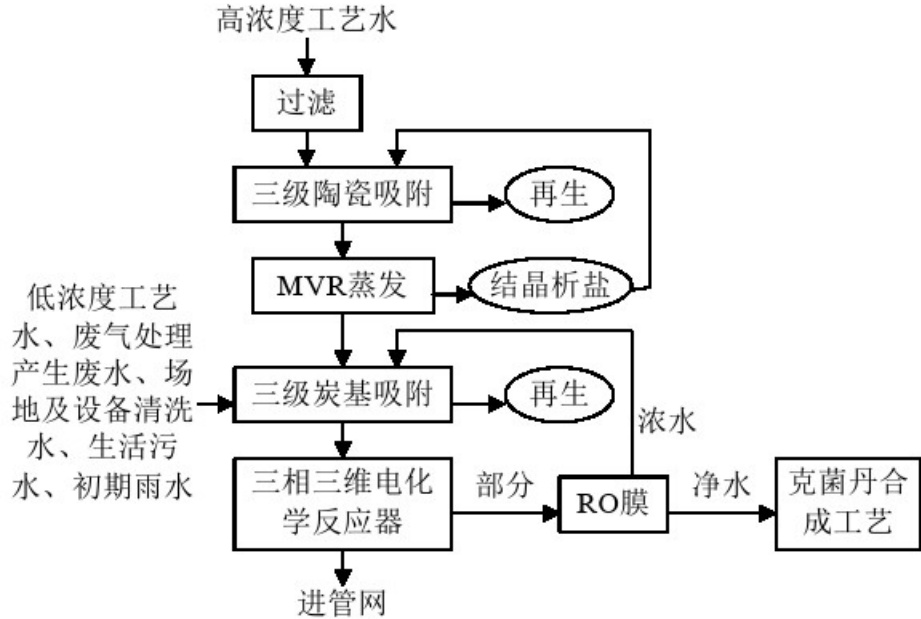 高浓度工艺水
过滤
三级陶瓷吸附
再生
MVR蒸发
结晶析盐
低浓度工艺
水、废气处理
产生废水、场
地及设备清洗
水、生活污
水、初期雨水
三级炭基吸附
再生
浓水
三相三维电化
学反应器
部分
RO膜
净水
克菌丹合
成工艺
进管网